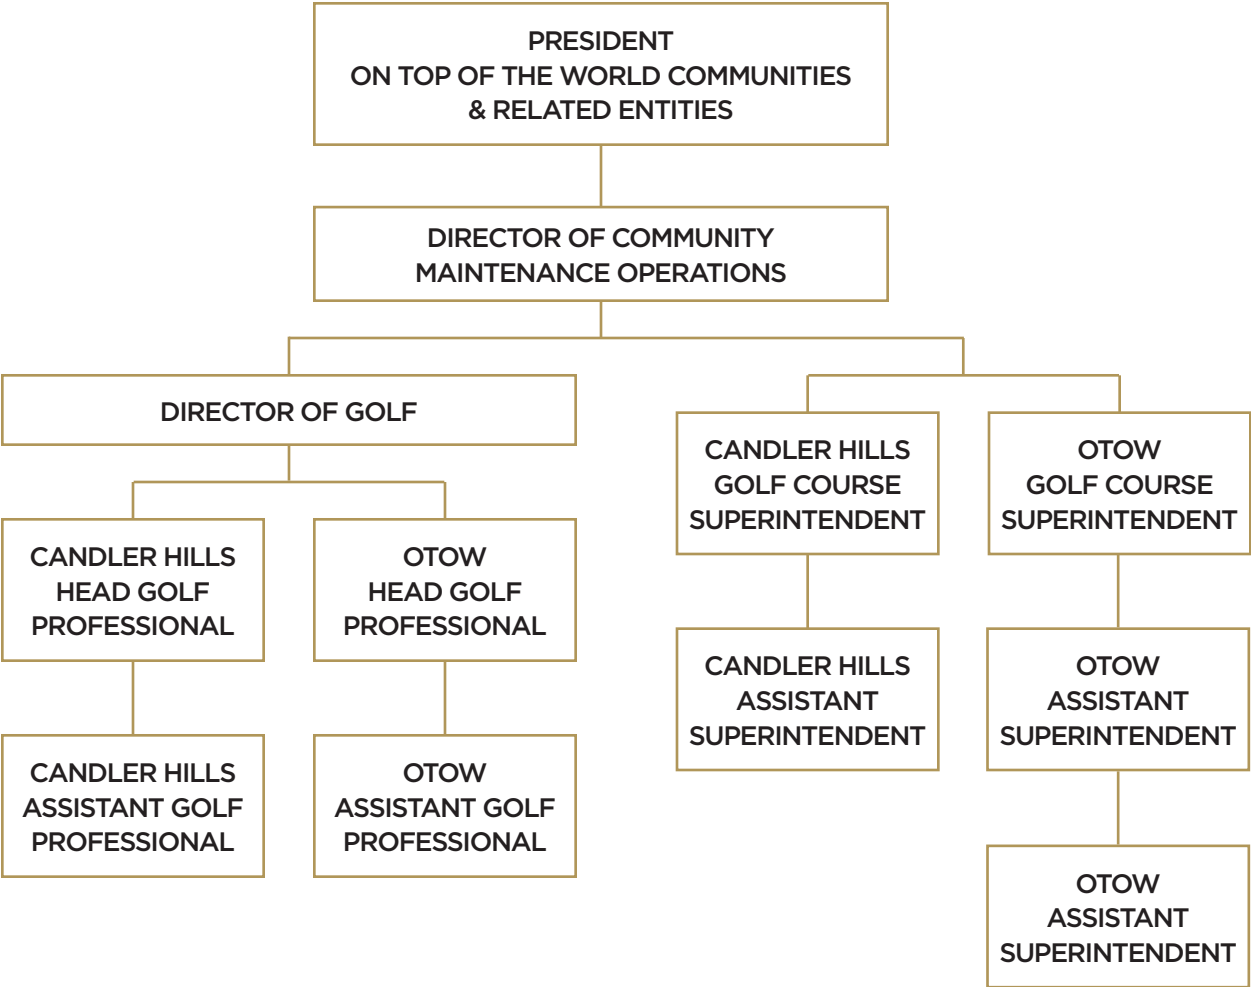 PRESIDENT
ON TOP OF THE WORLD COMMUNITIES
& RELATED ENTITIES
DIRECTOR OF COMMUNITY
MAINTENANCE OPERATIONS
DIRECTOR OF GOLF
CANDLER HILLS
HEAD GOLF
PROFESSIONAL
OTOW
HEAD GOLF
PROFESSIONAL
CANDLER HILLS
ASSISTANT GOLF
PROFESSIONAL
OTOW
ASSISTANT GOLF
PROFESSIONAL
CANDLER HILLS
GOLF COURSE
SUPERINTENDENT
OTOW
GOLF COURSE
SUPERINTENDENT
CANDLER HILLS
ASSISTANT
SUPERINTENDENT
OTOW
ASSISTANT
SUPERINTENDENT
OTOW
ASSISTANT
SUPERINTENDENT